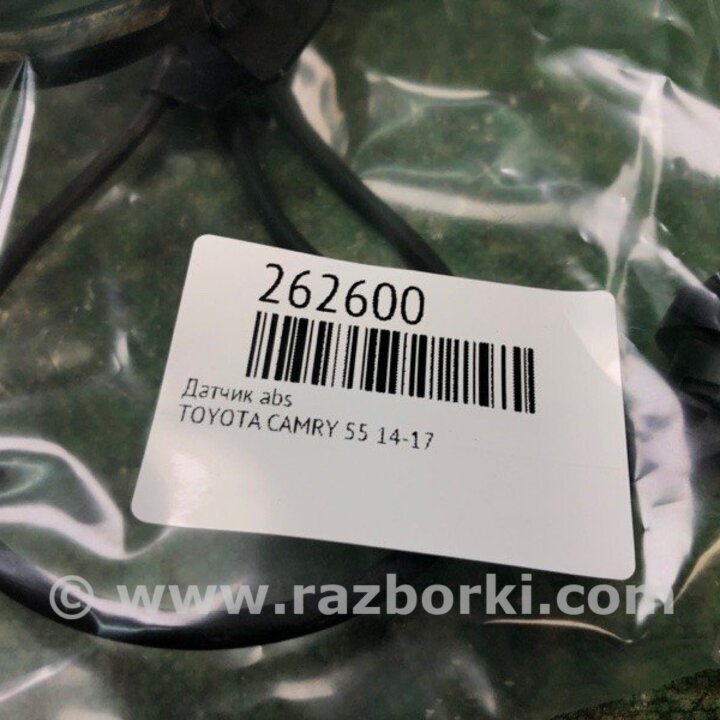 262600
Датчик abs
TOYOTA CAMRY 55 14-17
© www.razborki.com